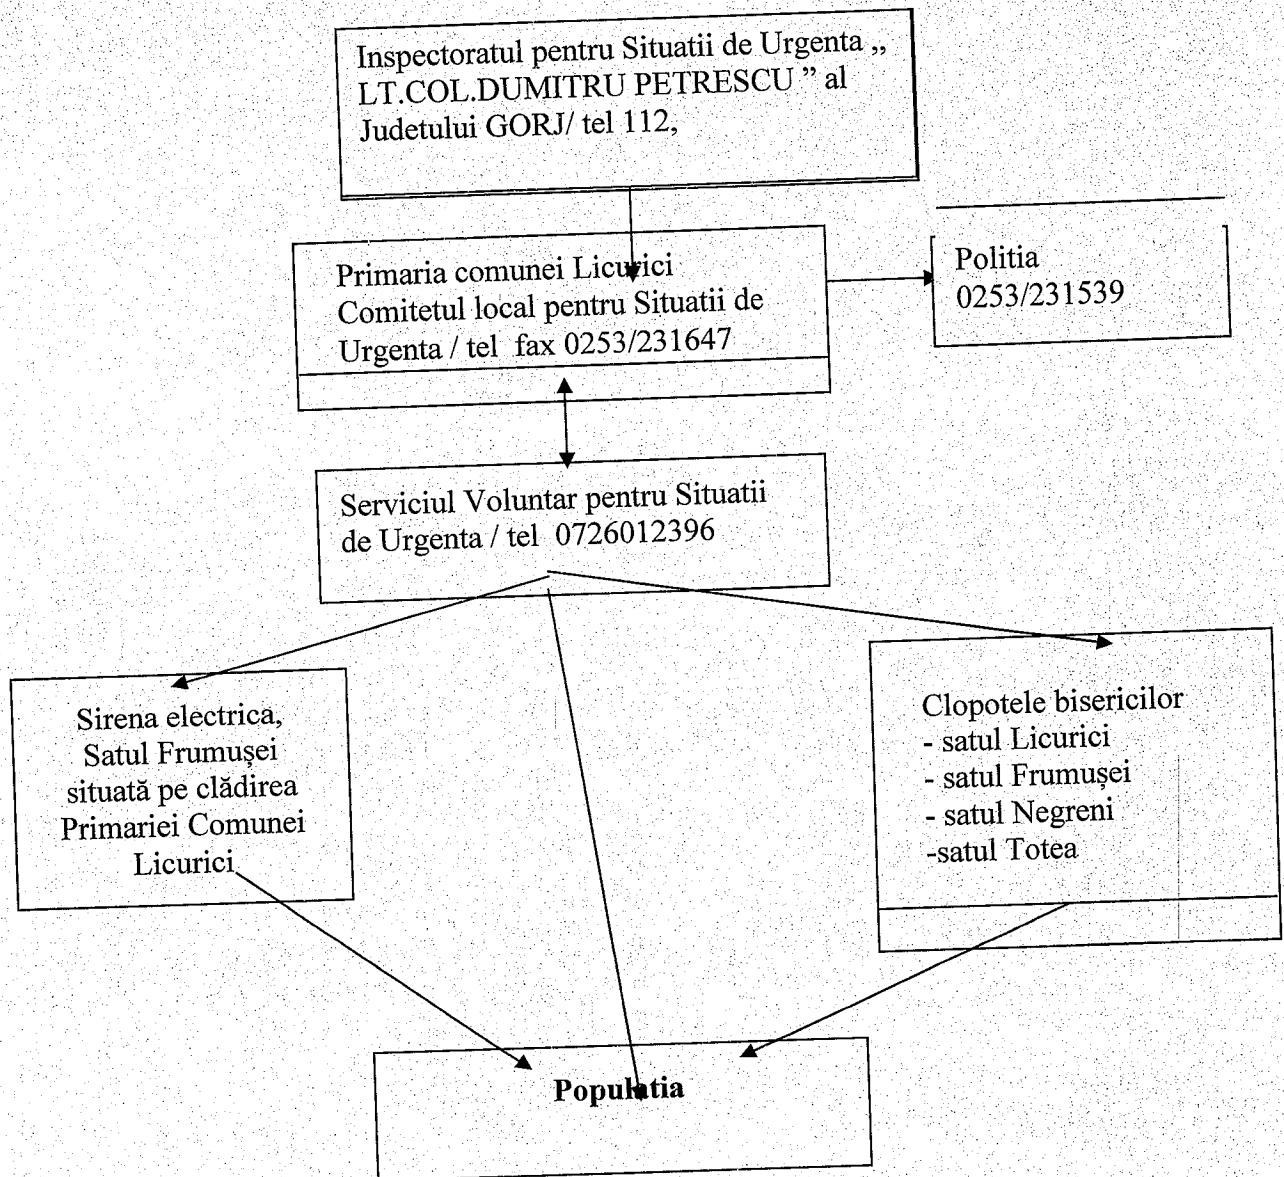 Inspectoratul pentru Situatii de Urgenta ,,
LT.COL.DUMITRU PETRESCU ” al
Judetului GORJ/ tel 112,
Primaria comunei Licurici
Comitetul local pentru Situatii de
Urgenta / tel fax 0253/231647
Politia
0253/231539
Serviciul Voluntar pentru Situatii
de Urgenta / tel 0726012396
Sirena electrica,
Satul Frumușei
situată pe clădirea
Primariei Comunei
Licurici
Clopotele bisericilor
- satul Licurici
- satul Frumușei
- satul Negreni
-satul Totea
Populatia